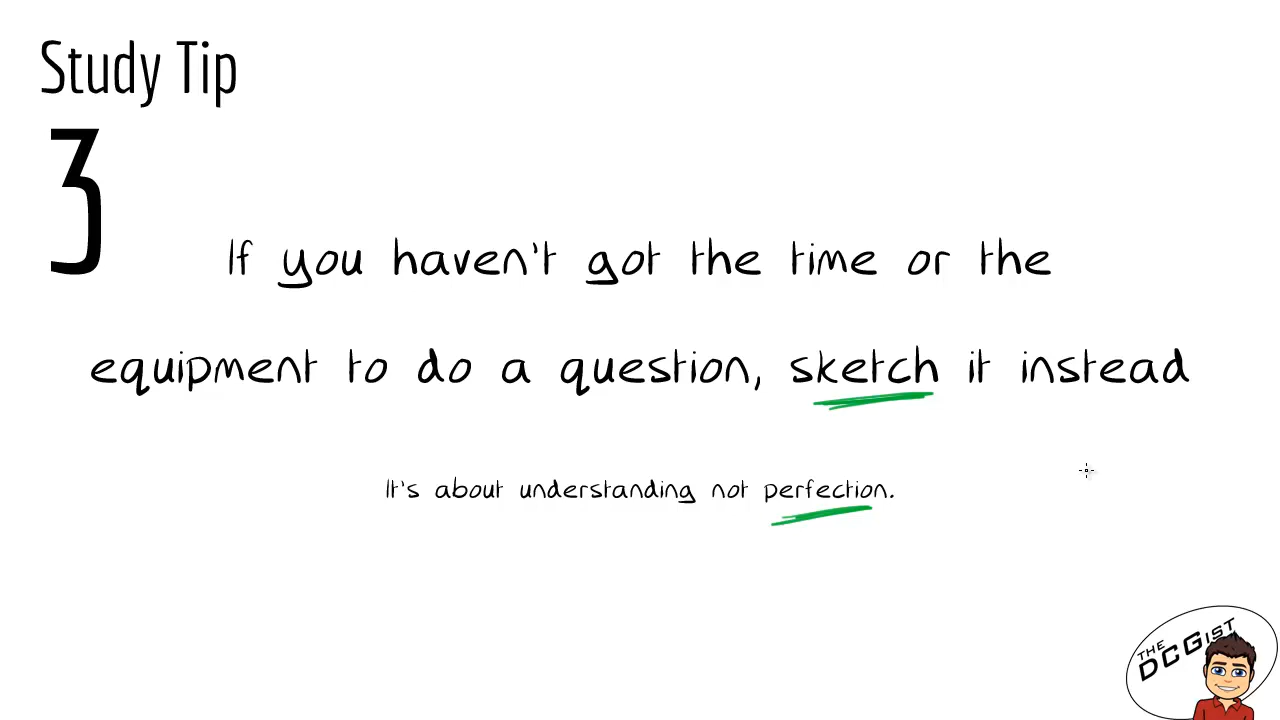 Study Tip
3
If you haven't got the time or the
equipment to do a question, sketch it instead
It's about understanding not perfection.
THE
DCGIST